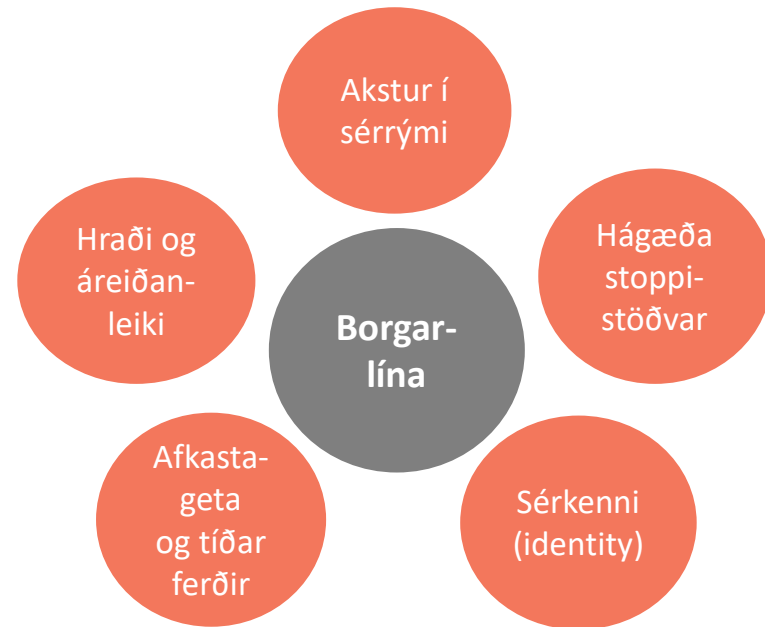 Akstur í
sérrými
Hraði og
áreiðan-
leiki
Hágæða
stoppi-
stöðvar
Borgar-
lína
Afkasta-
geta
og tíðar
ferðir
Sérkenni
(identity)